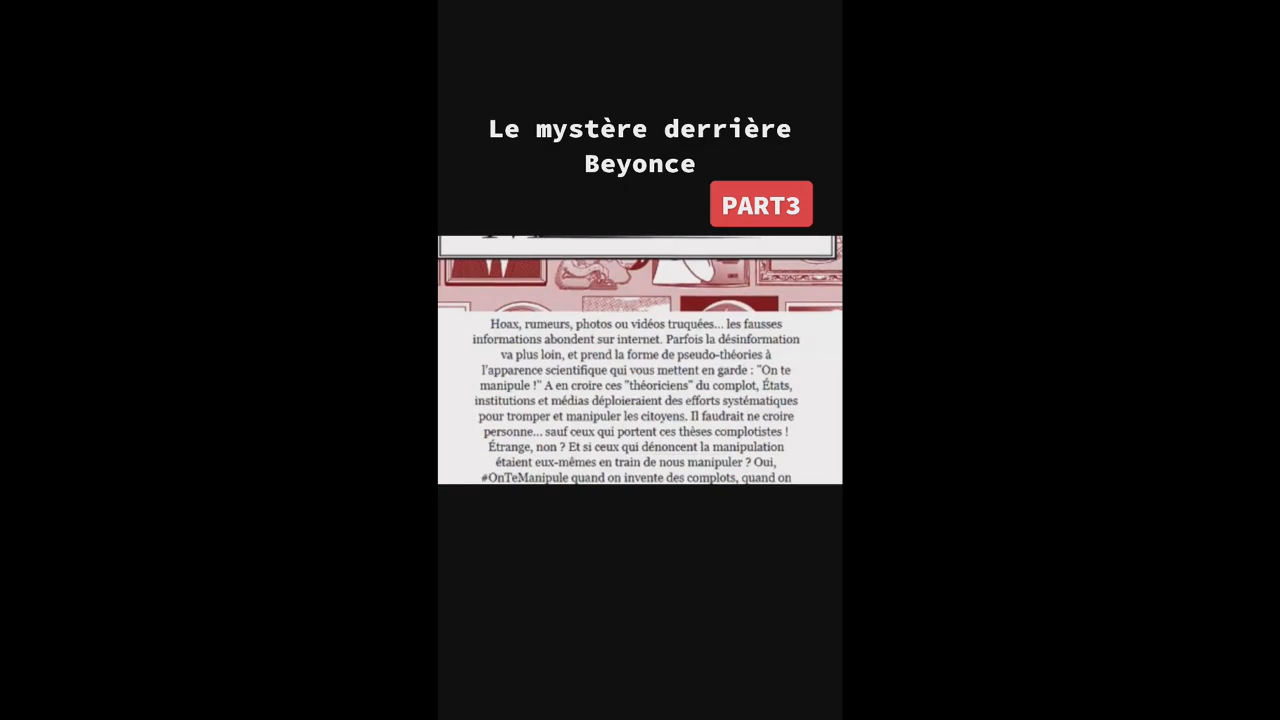 Le mystère derrière
Beyonce
PART3
Hoax, rumeurs, photos ou vidéos truquées... les fausses
informations abondent sur internet. Parfois la désinformation
va plus loin, et prend la forme de pseudo-théories à
l'apparence scientifique qui vous mettent en garde : "On te
manipule !" A en croire ces "théoriciens" du complot, États,
institutions et médias déploieraient des efforts systématiques
pour tromper et manipuler les citoyens. Il faudrait ne croire
personne... sauf ceux qui portent ces thèses complotistes !
Étrange, non ? Et si ceux qui dénoncent la manipulation
étaient eux-mêmes en train de nous manipuler ? Oui,
#OnTeManipule quand on invente des complots, quand on